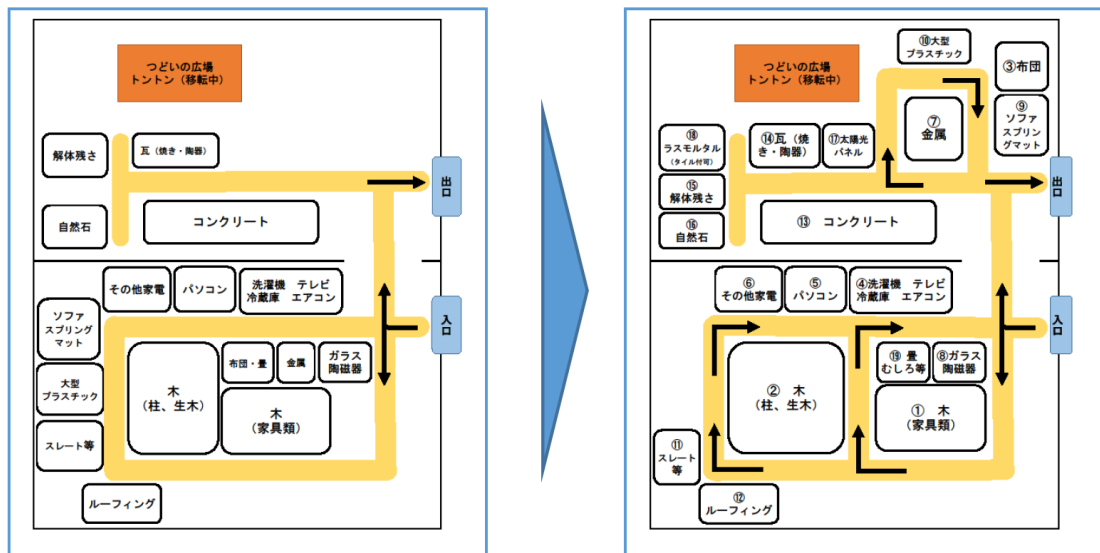 つどいの広場
トントン（移転中）
解体残さ
瓦（焼き・陶器）
出口
自然石
コンクリート
その他家電
パソコン
洗濯機　テレビ
冷蔵庫　エアコン
入口
ソファ
スプリング
マット
布団・畳
金属
ガラス
陶磁器
大型
プラスチック
木
（柱、生木）
木
（家具類）
スレート等
ルーフィング
⑩大型
プラスチック
③布団
つどいの広場
トントン（移転中）
⑦
金属
⑨
ソファ
スプリン
グマット
⑱
ラスモルタル
（タイル付可）
⑭瓦（焼
き・陶器）
⑰太陽光
パネル
⑮
解体残さ
出口
⑯
自然石
⑬　コンクリート
⑥
その他家電
⑤
パソコン
④洗濯機　テレビ
冷蔵庫　エアコン
入口
⑲ 畳
むしろ等
⑧ガラス
陶磁器
②　木
（柱、生木）
①　木
（家具類）
⑪
スレート
等
⑫
ルーフィング